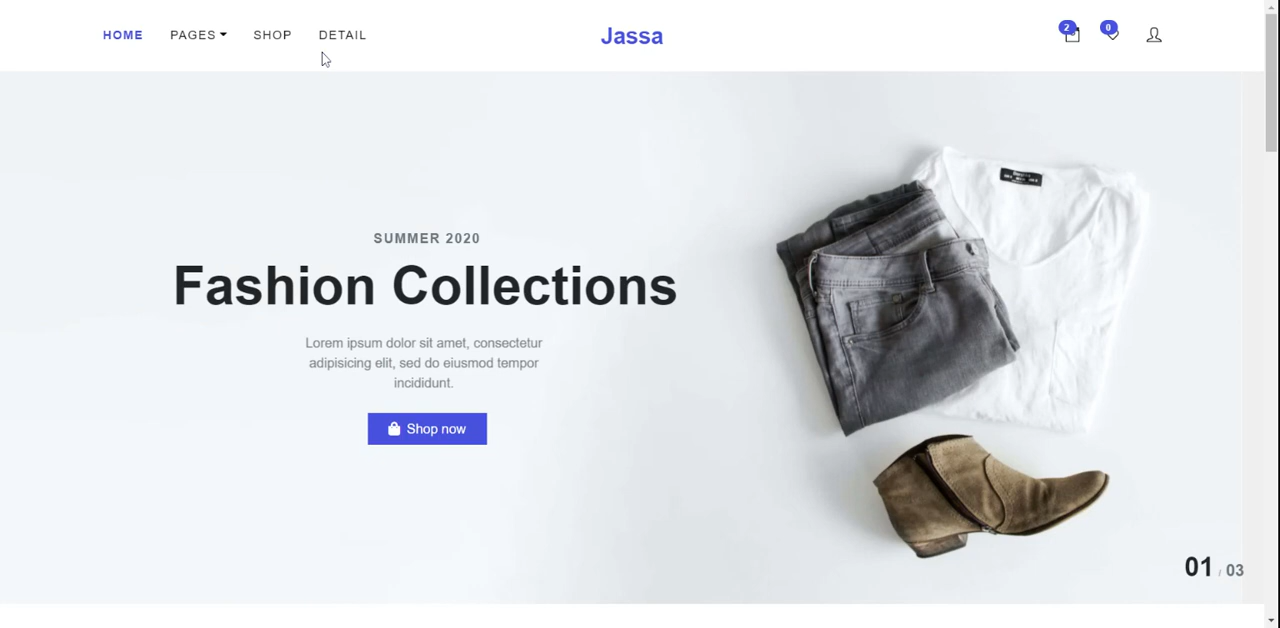 HOME PAGES SHOP DETAIL Jassa 2 0
SUMMER 2020
Fashion Collections
Lorem ipsum dolor sit amet, consectetur
adipisicing elit, sed do eiusmod tempor
incididunt.
Shop now
01 / 03